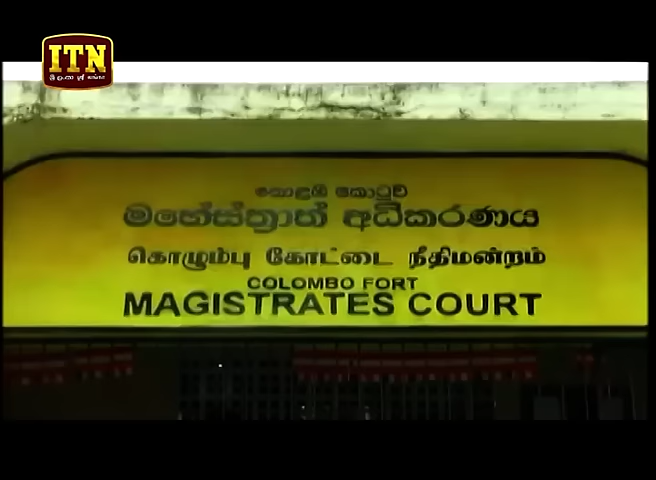 ITN
කොළඹ කොටුව
මහේස්ත්‍රාත් අධිකරණය
கொழும்பு கோட்டை நீதிமன்றம்
COLOMBO FORT
MAGISTRATES COURT